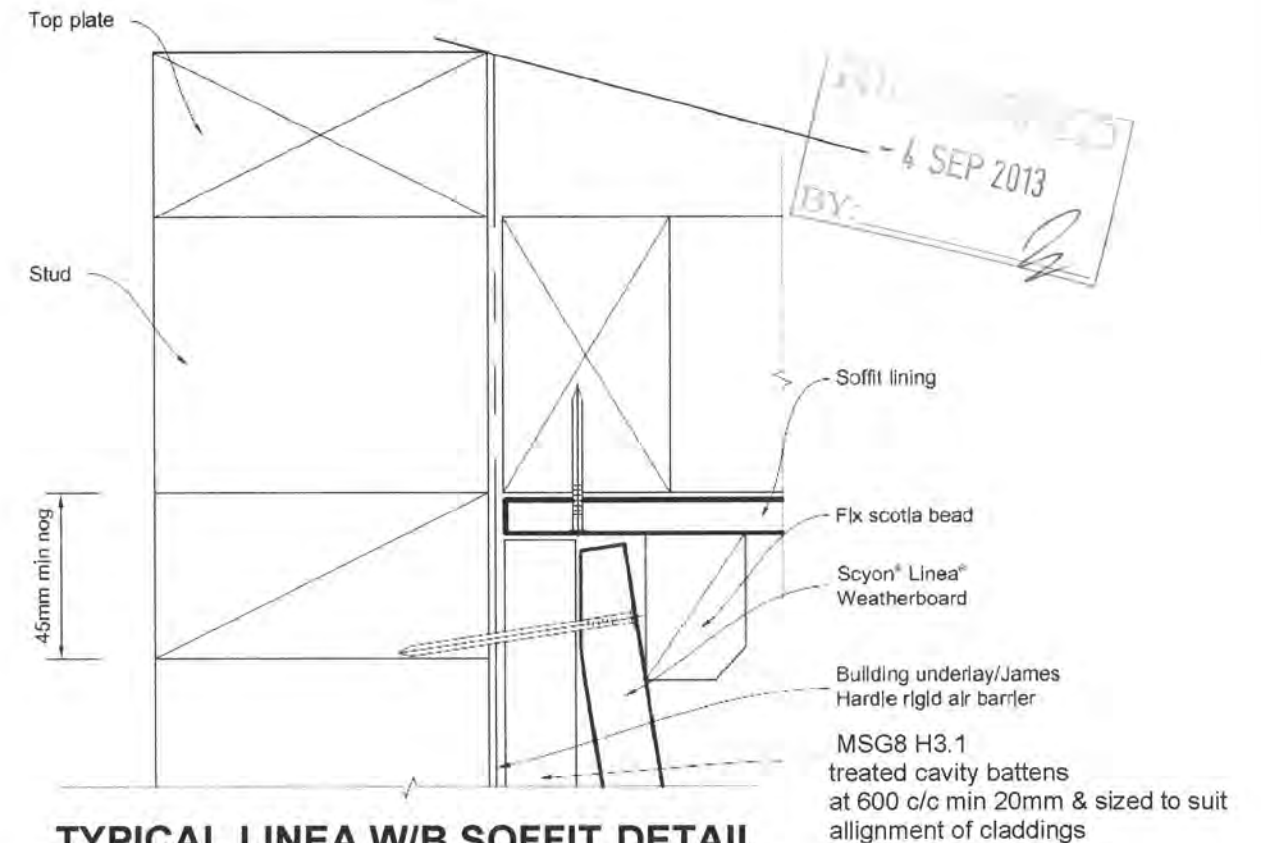 Top plate
- 4 SEP 2013
BY:
Stud
Soffit lining
Fix scotia bead
45mm min nog
Scyon® Linea®
Weatherboard
Building underlay/James
Hardie rigid air barrier
MSG8 H3.1
treated cavity battens
at 600 c/c min 20mm & sized to suit
allignment of claddings
TYPICAL LINEA W/B SOFFIT DETAIL